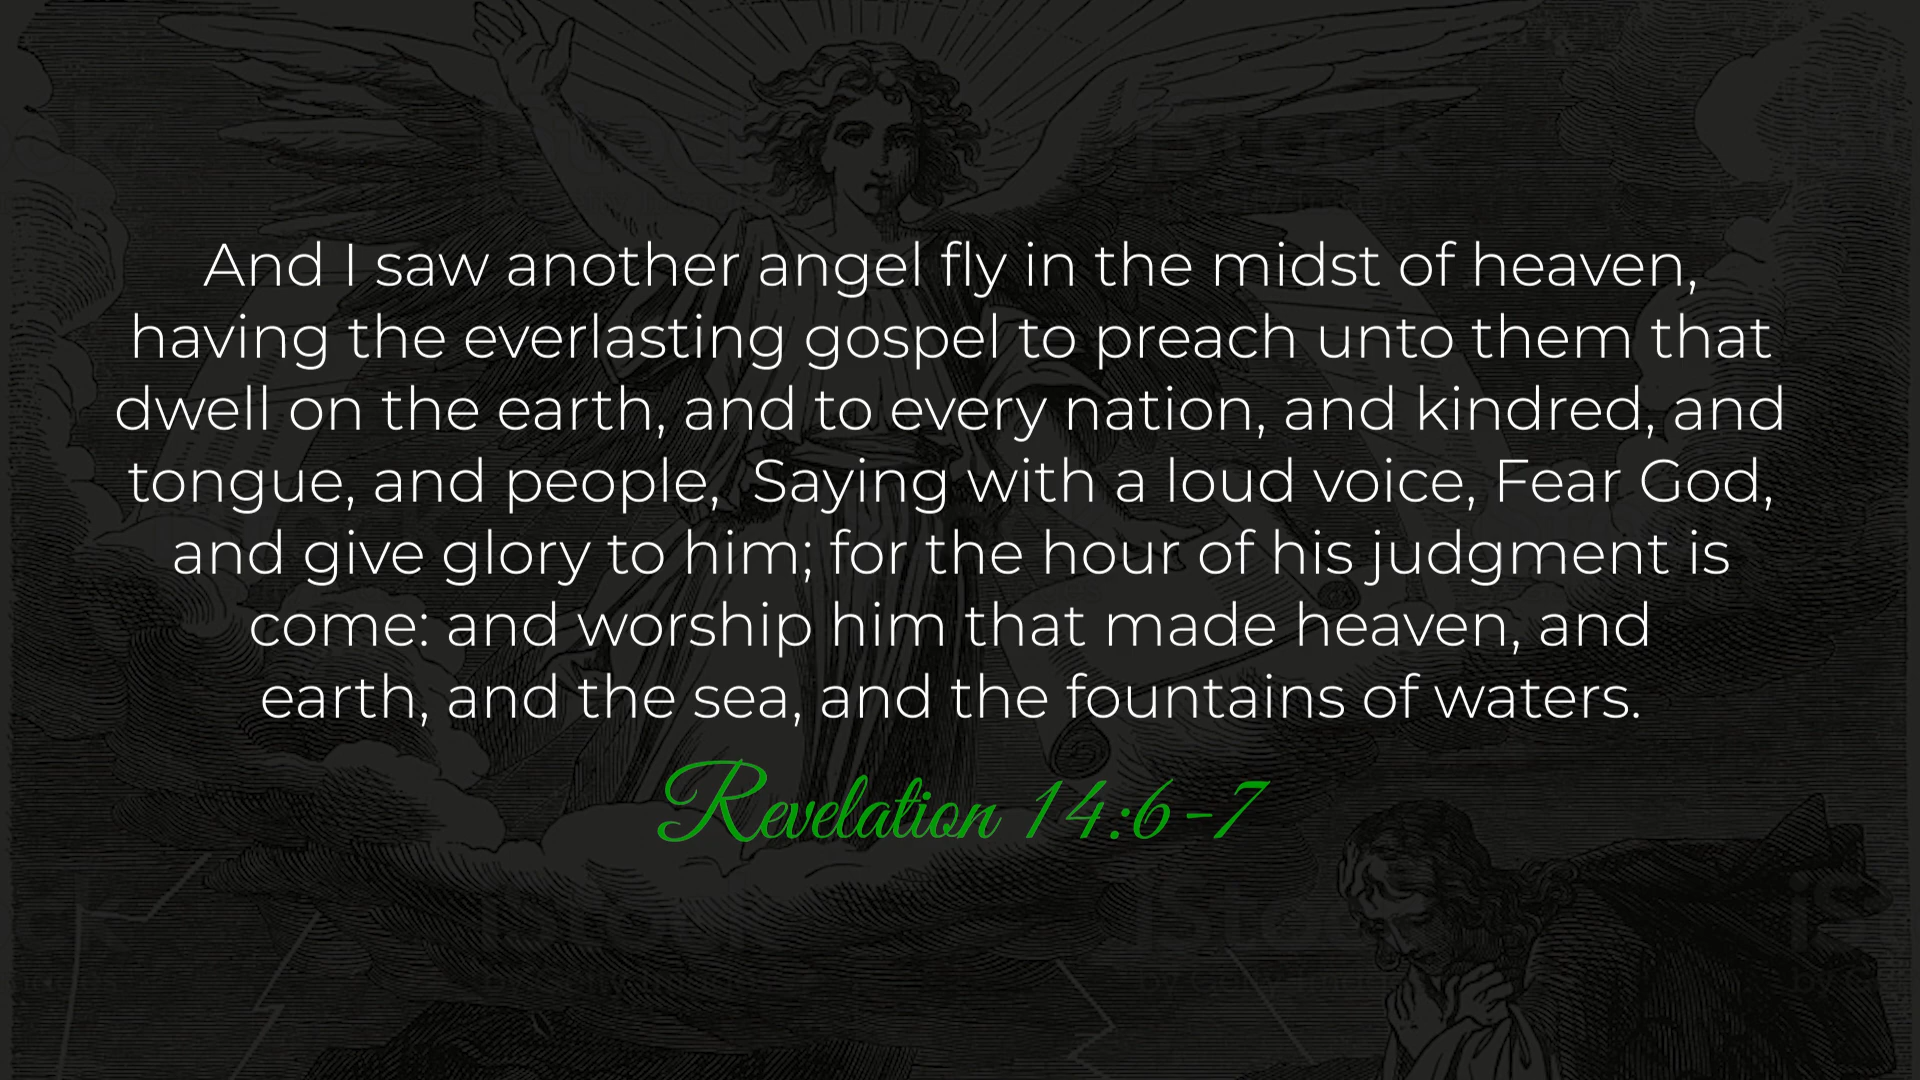 And I saw another angel fly in the midst of heaven,
having the everlasting gospel to preach unto them that
dwell on the earth, and to every nation, and kindred, and
tongue, and people,  Saying with a loud voice, Fear God,
and give glory to him; for the hour of his judgment is
come: and worship him that made heaven, and
earth, and the sea, and the fountains of waters.
Revelation 14:6-7
iStock
iStock